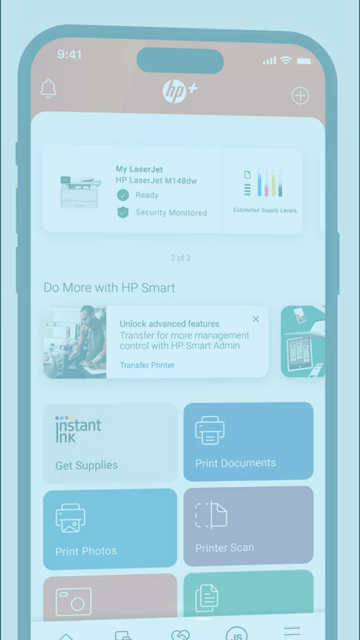 9:41
hp+
My LaserJet
HP LaserJet M148dw
Ready
Security Monitored
Estimated Supply Levels
2 of 3
Do More with HP Smart
Unlock advanced features
Transfer for more management
control with HP Smart Admin
Transfer Printer
instant
ink
Get Supplies
Print Documents
Print Photos
Printer Scan
JS